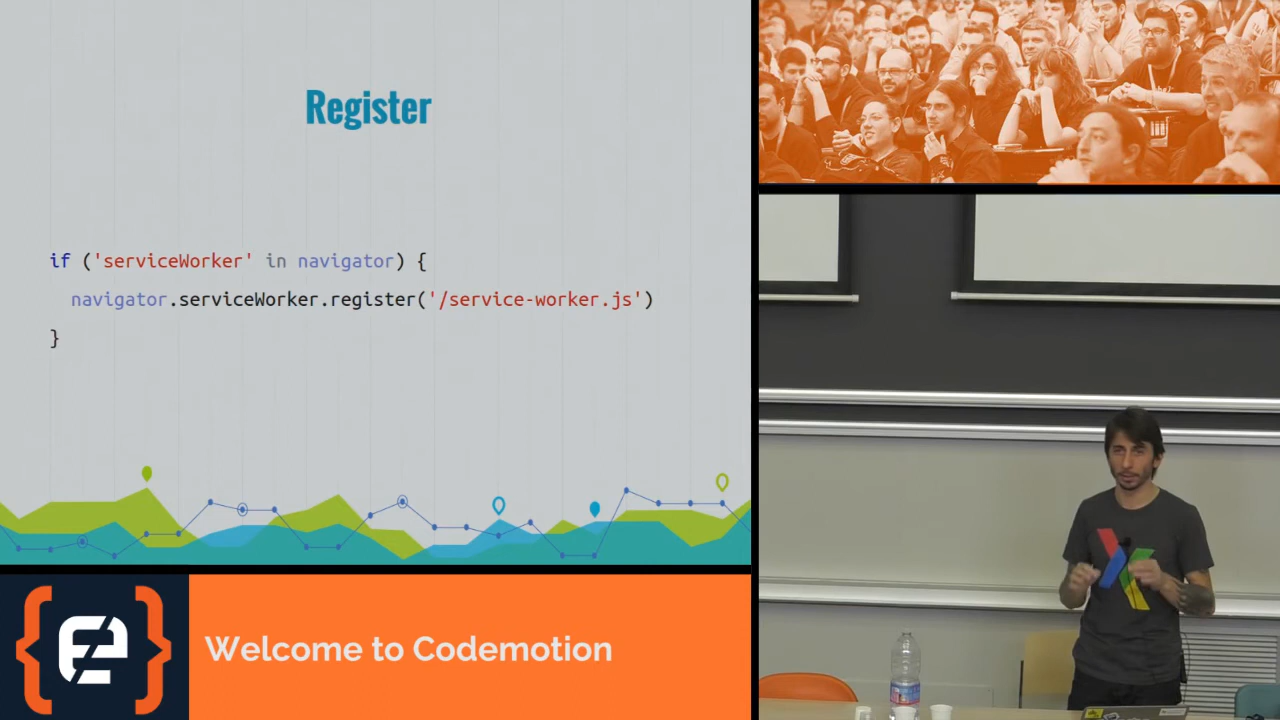 Register
if ('serviceWorker' in navigator) {
navigator.serviceWorker.register('/service-worker.js')
}
Welcome to Codemotion